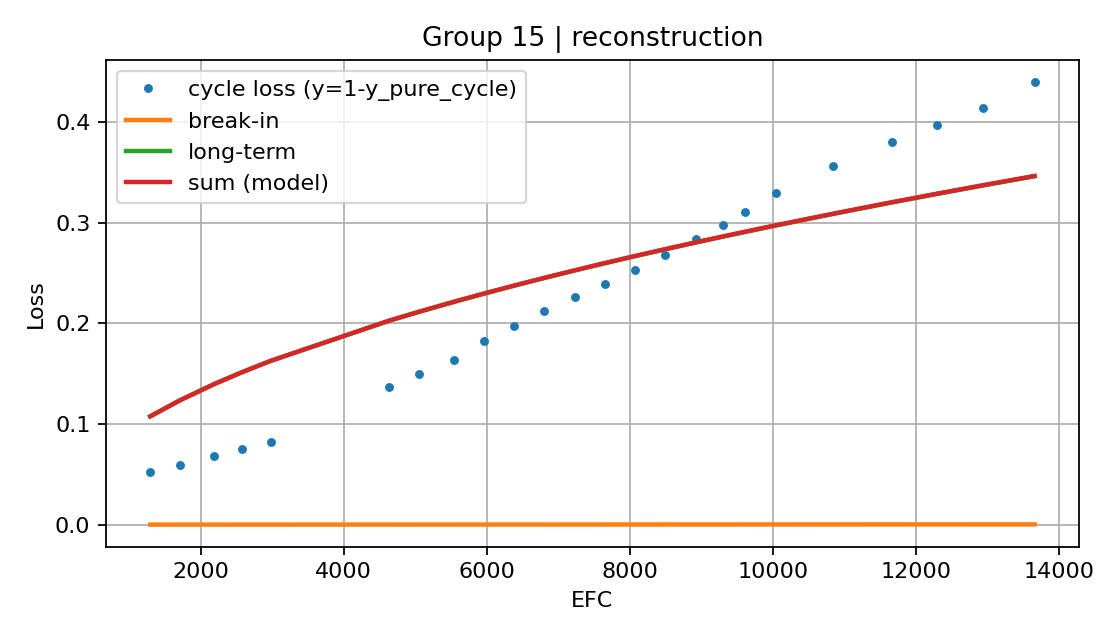 Group 15 | reconstruction
cycle loss (y=1-y_pure_cycle)
break-in
long-term
sum (model)
0.4
0.3
0.2
0.1
0.0
Loss
2000 4000 6000 8000 10000 12000 14000
EFC